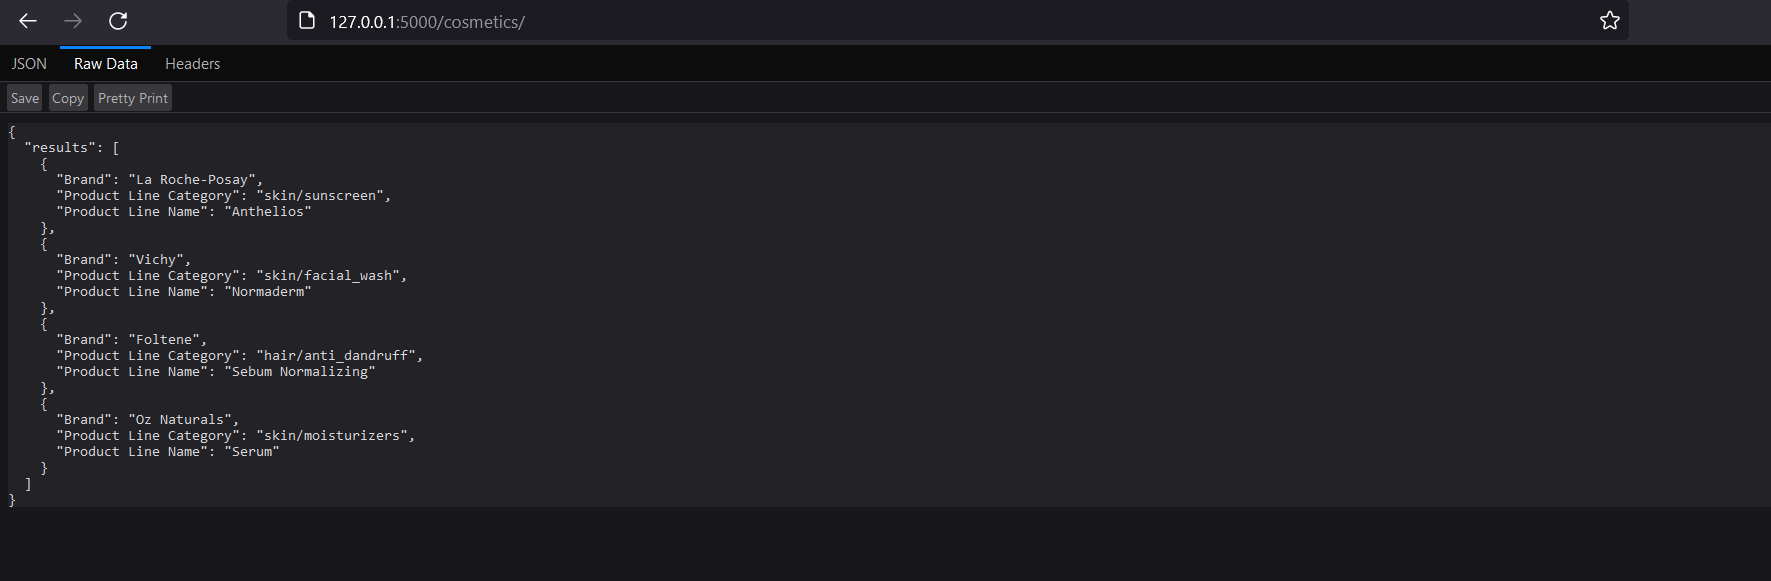 127.0.0.1:5000/cosmetics/
JSON Raw Data Headers
Save Copy Pretty Print
{
  "results": [
    {
      "Brand": "La Roche-Posay",
      "Product Line Category": "skin/sunscreen",
      "Product Line Name": "Anthelios"
    },
    {
      "Brand": "Vichy",
      "Product Line Category": "skin/facial_wash",
      "Product Line Name": "Normaderm"
    },
    {
      "Brand": "Foltene",
      "Product Line Category": "hair/anti_dandruff",
      "Product Line Name": "Sebum Normalizing"
    },
    {
      "Brand": "Oz Naturals",
      "Product Line Category": "skin/moisturizers",
      "Product Line Name": "Serum"
    }
  ]
}